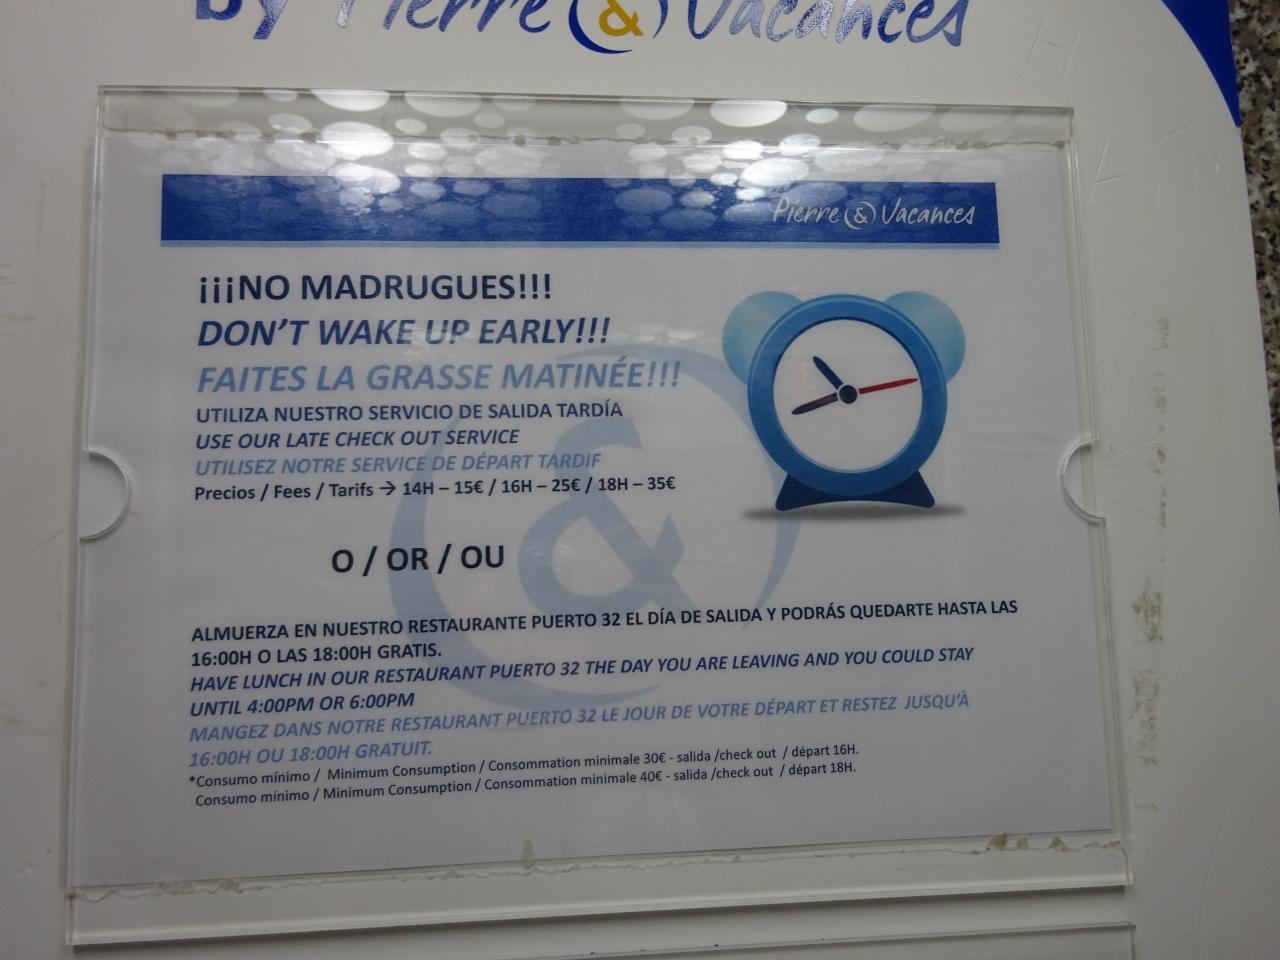 by Pierre & Vacances
Pierre & Vacances
¡¡¡NO MADRUGUES!!!
DON'T WAKE UP EARLY!!!
FAITES LA GRASSE MATINÉE!!!
UTILIZA NUESTRO SERVICIO DE SALIDA TARDÍA
USE OUR LATE CHECK OUT SERVICE
UTILISEZ NOTRE SERVICE DE DÉPART TARDIF
Precios / Fees / Tarifs → 14H – 15€ / 16H – 25€ / 18H – 35€
O / OR / OU
ALMUERZA EN NUESTRO RESTAURANTE PUERTO 32 EL DÍA DE SALIDA Y PODRÁS QUEDARTE HASTA LAS
16:00H O LAS 18:00H GRATIS.
HAVE LUNCH IN OUR RESTAURANT PUERTO 32 THE DAY YOU ARE LEAVING AND YOU COULD STAY
UNTIL 4:00PM OR 6:00PM
MANGEZ DANS NOTRE RESTAURANT PUERTO 32 LE JOUR DE VOTRE DÉPART ET RESTEZ JUSQU'À
16:00H OU 18:00H GRATUIT.
*Consumo mínimo / Minimum Consumption / Consommation minimale 30€ - salida /check out / départ 16H.
Consumo mínimo / Minimum Consumption / Consommation minimale 40€ - salida /check out / départ 18H.